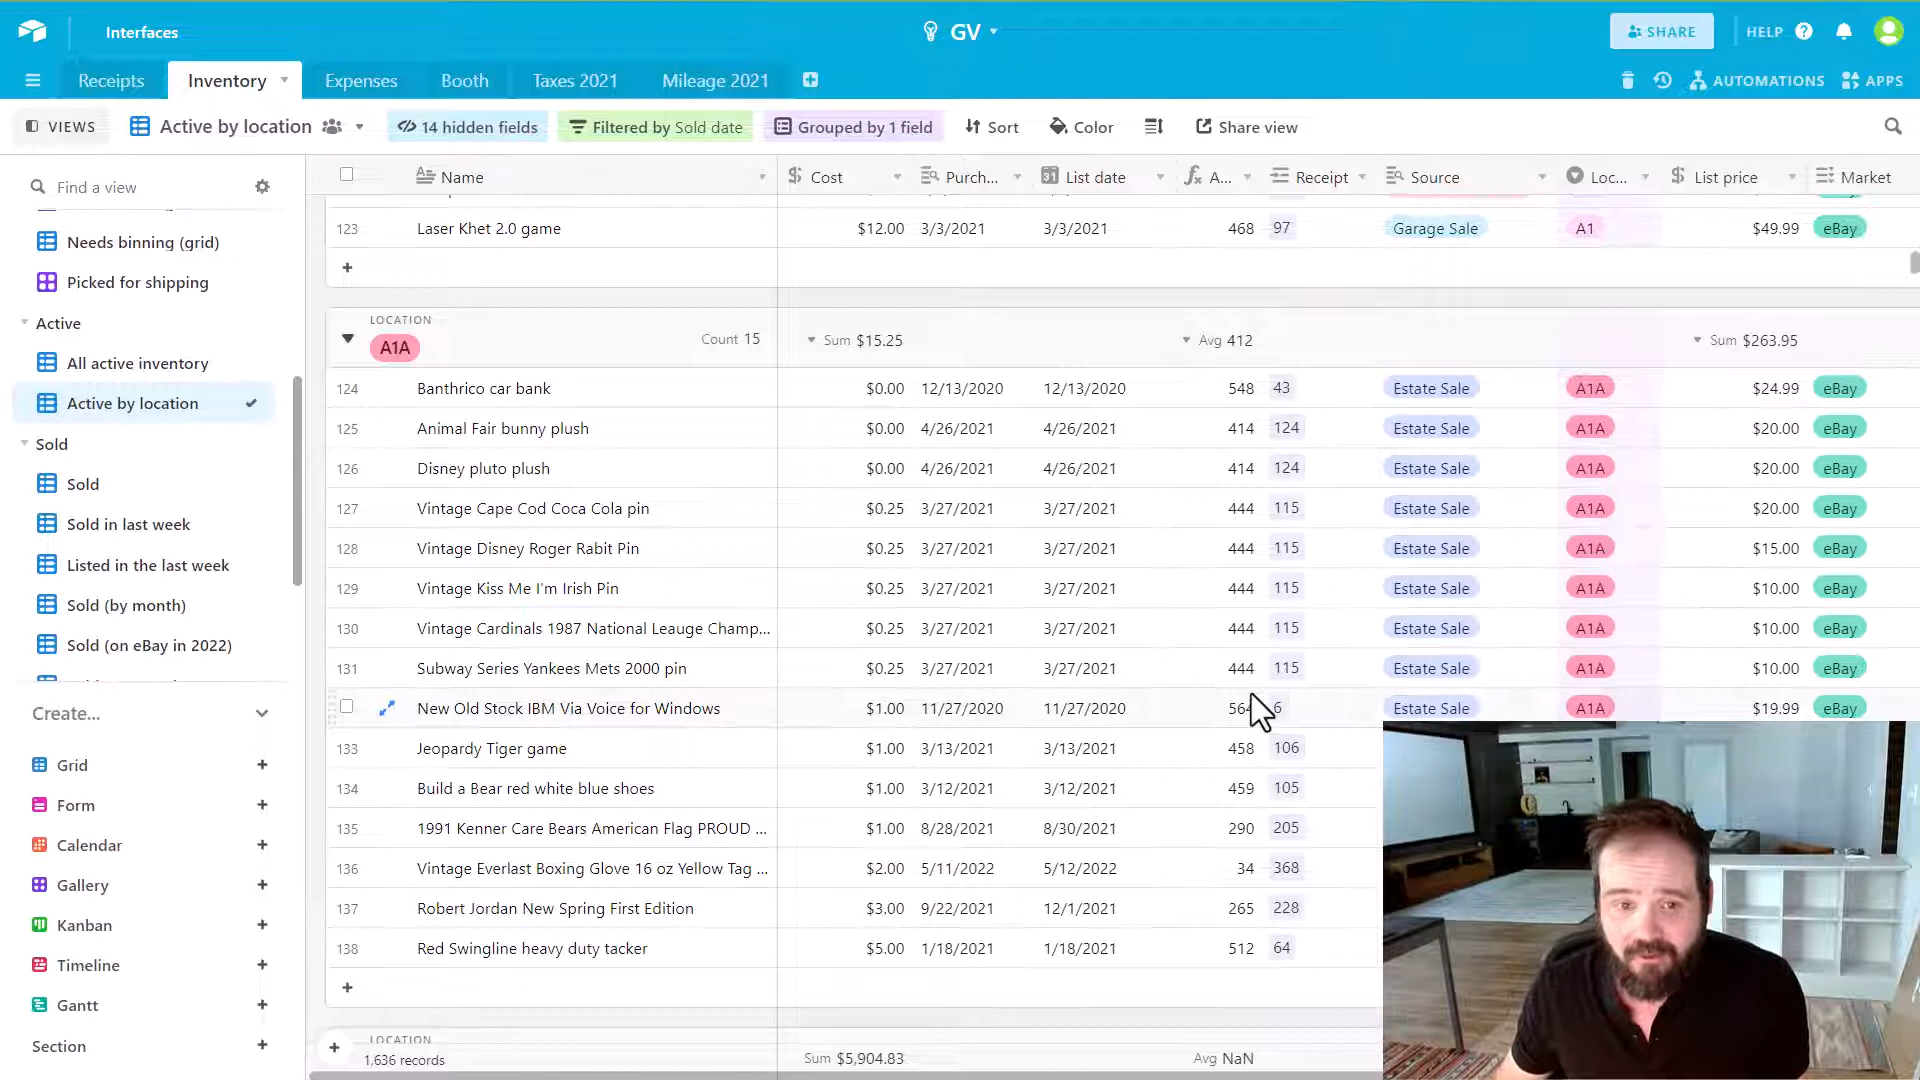 Interfaces
GV
SHARE
HELP
Receipts
Inventory
Expenses
Booth
Taxes 2021
Mileage 2021
AUTOMATIONS
APPS
VIEWS
Active by location
14 hidden fields
Filtered by Sold date
Grouped by 1 field
Sort
Color
Share view
Find a view
Needs binning (grid)
Picked for shipping
Active
All active inventory
Active by location
Sold
Sold
Sold in last week
Listed in the last week
Sold (by month)
Sold (on eBay in 2022)
Create...
Grid
Form
Calendar
Gallery
Kanban
Timeline
Gantt
Section
Name Cost Purch... List date A... Receipt Source Loc... List price Market
123 Laser Khet 2.0 game $12.00 3/3/2021 3/3/2021 468 97 Garage Sale A1 $49.99 eBay
LOCATION
A1A Count 15 Sum $15.25 Avg 412 Sum $263.95
124 Banthrico car bank $0.00 12/13/2020 12/13/2020 548 43 Estate Sale A1A $24.99 eBay
125 Animal Fair bunny plush $0.00 4/26/2021 4/26/2021 414 124 Estate Sale A1A $20.00 eBay
126 Disney pluto plush $0.00 4/26/2021 4/26/2021 414 124 Estate Sale A1A $20.00 eBay
127 Vintage Cape Cod Coca Cola pin $0.25 3/27/2021 3/27/2021 444 115 Estate Sale A1A $20.00 eBay
128 Vintage Disney Roger Rabit Pin $0.25 3/27/2021 3/27/2021 444 115 Estate Sale A1A $15.00 eBay
129 Vintage Kiss Me I'm Irish Pin $0.25 3/27/2021 3/27/2021 444 115 Estate Sale A1A $10.00 eBay
130 Vintage Cardinals 1987 National Leauge Champ... $0.25 3/27/2021 3/27/2021 444 115 Estate Sale A1A $10.00 eBay
131 Subway Series Yankees Mets 2000 pin $0.25 3/27/2021 3/27/2021 444 115 Estate Sale A1A $10.00 eBay
New Old Stock IBM Via Voice for Windows $1.00 11/27/2020 11/27/2020 564 6 Estate Sale A1A $19.99 eBay
133 Jeopardy Tiger game $1.00 3/13/2021 3/13/2021 458 106
134 Build a Bear red white blue shoes $1.00 3/12/2021 3/12/2021 459 105
135 1991 Kenner Care Bears American Flag PROUD ... $1.00 8/28/2021 8/30/2021 290 205
136 Vintage Everlast Boxing Glove 16 oz Yellow Tag ... $2.00 5/11/2022 5/12/2022 34 368
137 Robert Jordan New Spring First Edition $3.00 9/22/2021 12/1/2021 265 228
138 Red Swingline heavy duty tacker $5.00 1/18/2021 1/18/2021 512 64
LOCATION
1,636 records Sum $5,904.83 Avg NaN